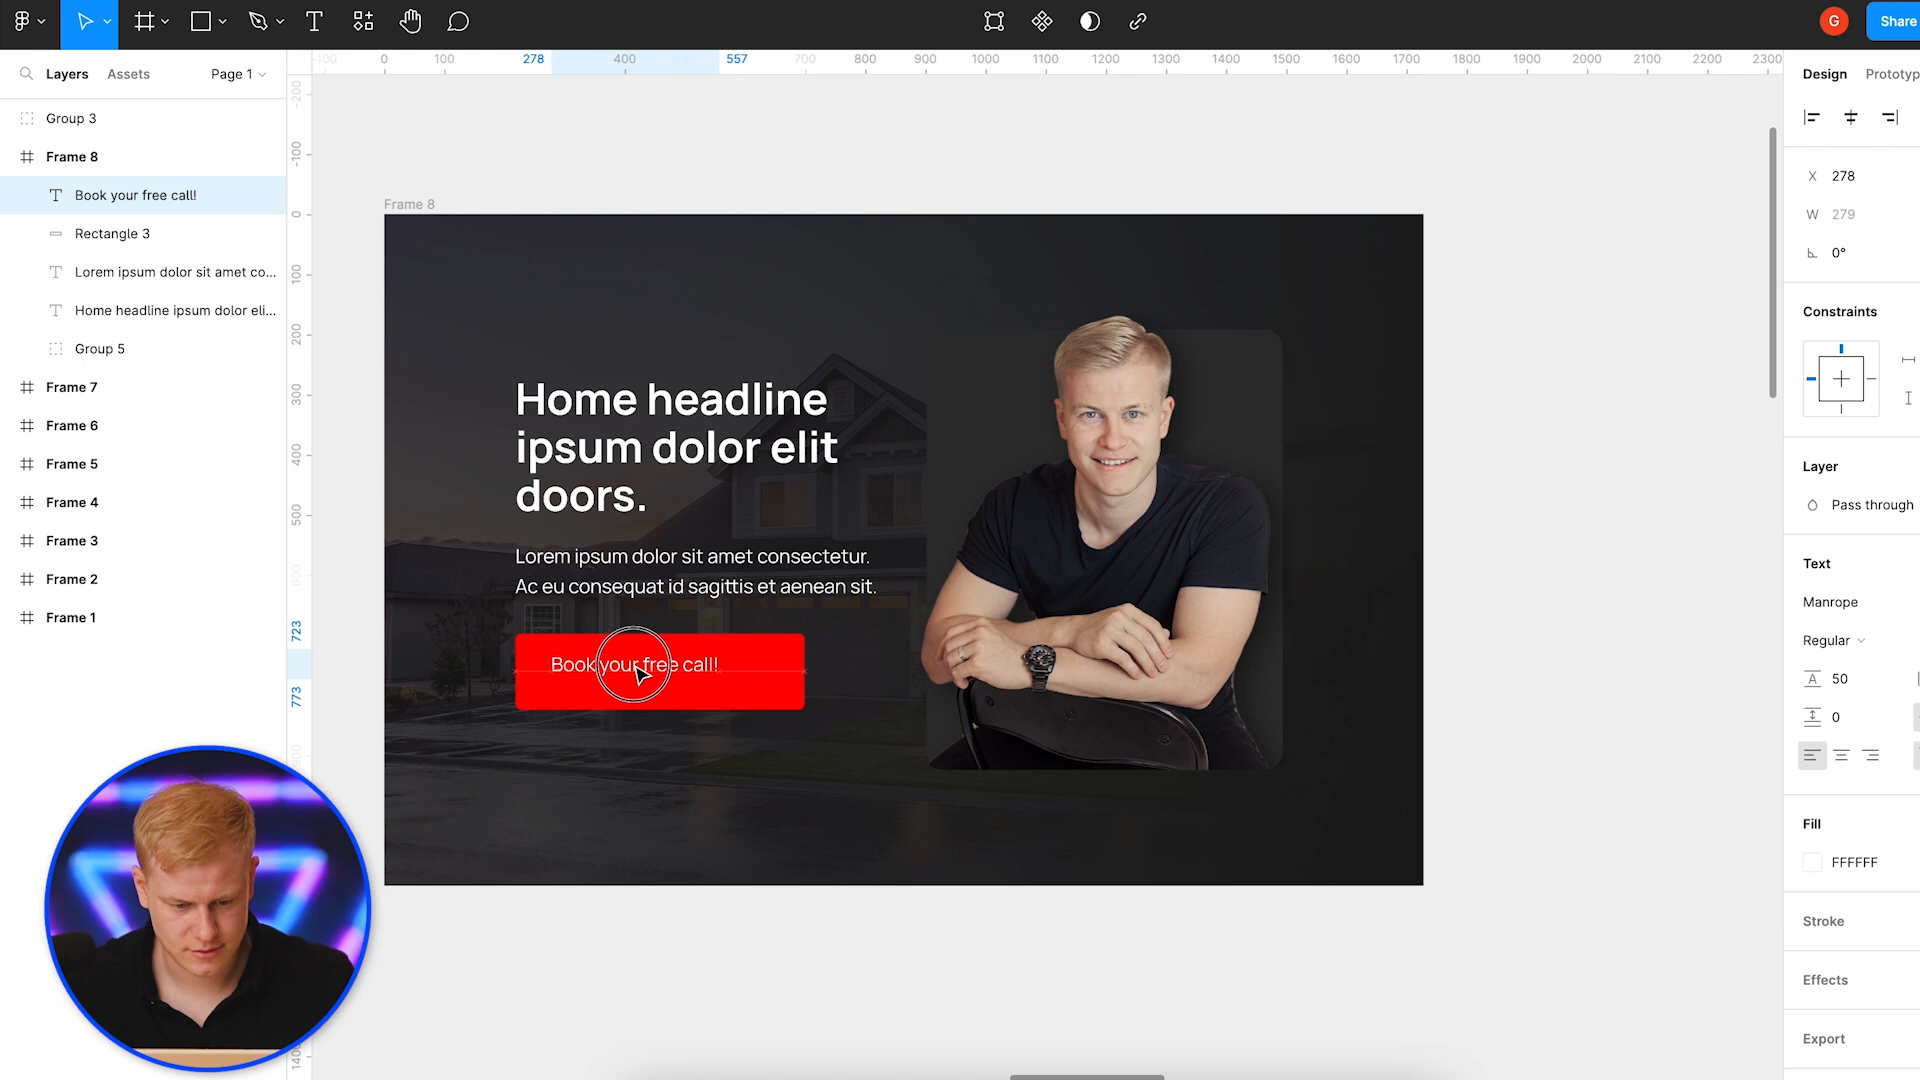 G
Share
Layers
Assets
Page 1
Group 3
Frame 8
Book your free call!
Rectangle 3
Lorem ipsum dolor sit amet co...
Home headline ipsum dolor eli...
Group 5
Frame 7
Frame 6
Frame 5
Frame 4
Frame 3
Frame 2
Frame 1
-100 0 100 278 400 557 700 800 900 1000 1100 1200 1300 1400 1500 1600 1700 1800 1900 2000 2100 2200 2300
-200
-100
0
100
200
300
400
500
600
723
773
Frame 8
Home headline
ipsum dolor elit
doors.
Lorem ipsum dolor sit amet consectetur.
Ac eu consequat id sagittis et aenean sit.
Book your free call!
Design
Prototyp
X 278
W 279
0°
Constraints
Layer
Pass through
Text
Manrope
Regular
A 50
0
Fill
FFFFFF
Stroke
Effects
Export